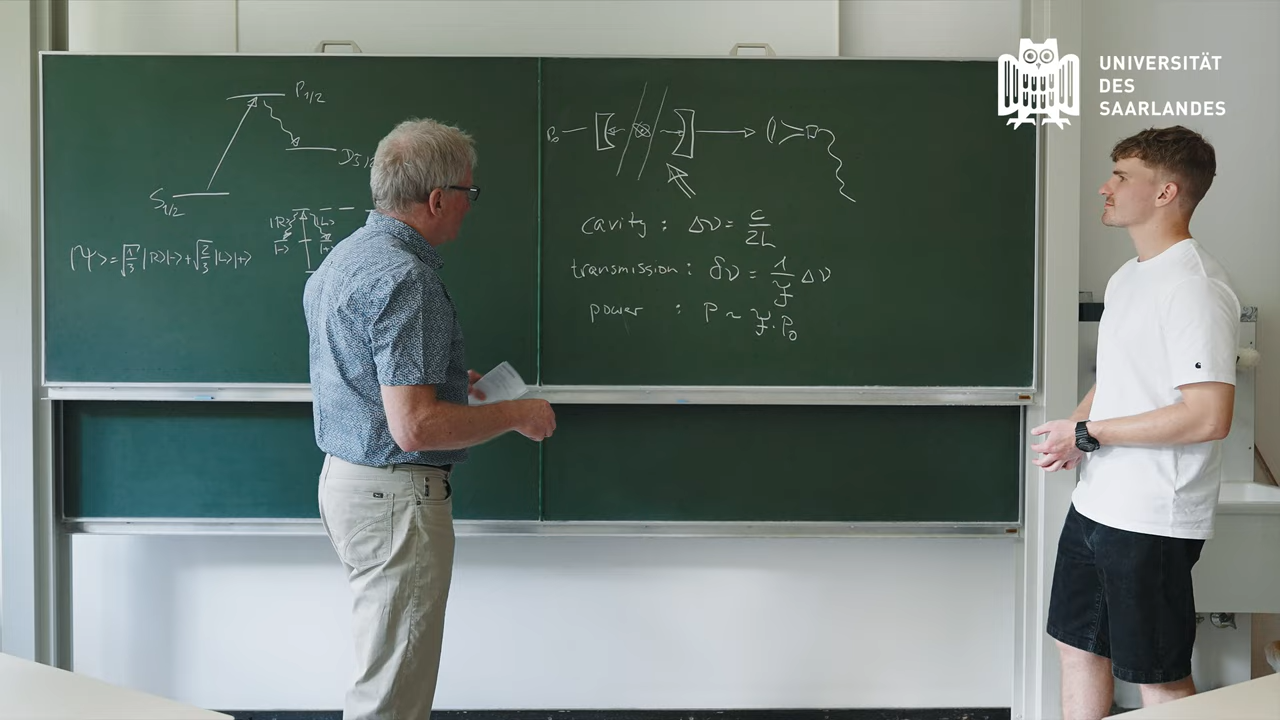 P1/2
D5/2
S1/2
|R> |L>
|-> |+>
|Ψ> = √1/3 |R>|-> + √2/3 |L>|+>
P0
cavity : Δν = c/2L
transmission : δν = 1/F Δν
power : P ~ F · P0
UNIVERSITÄT
DES
SAARLANDES